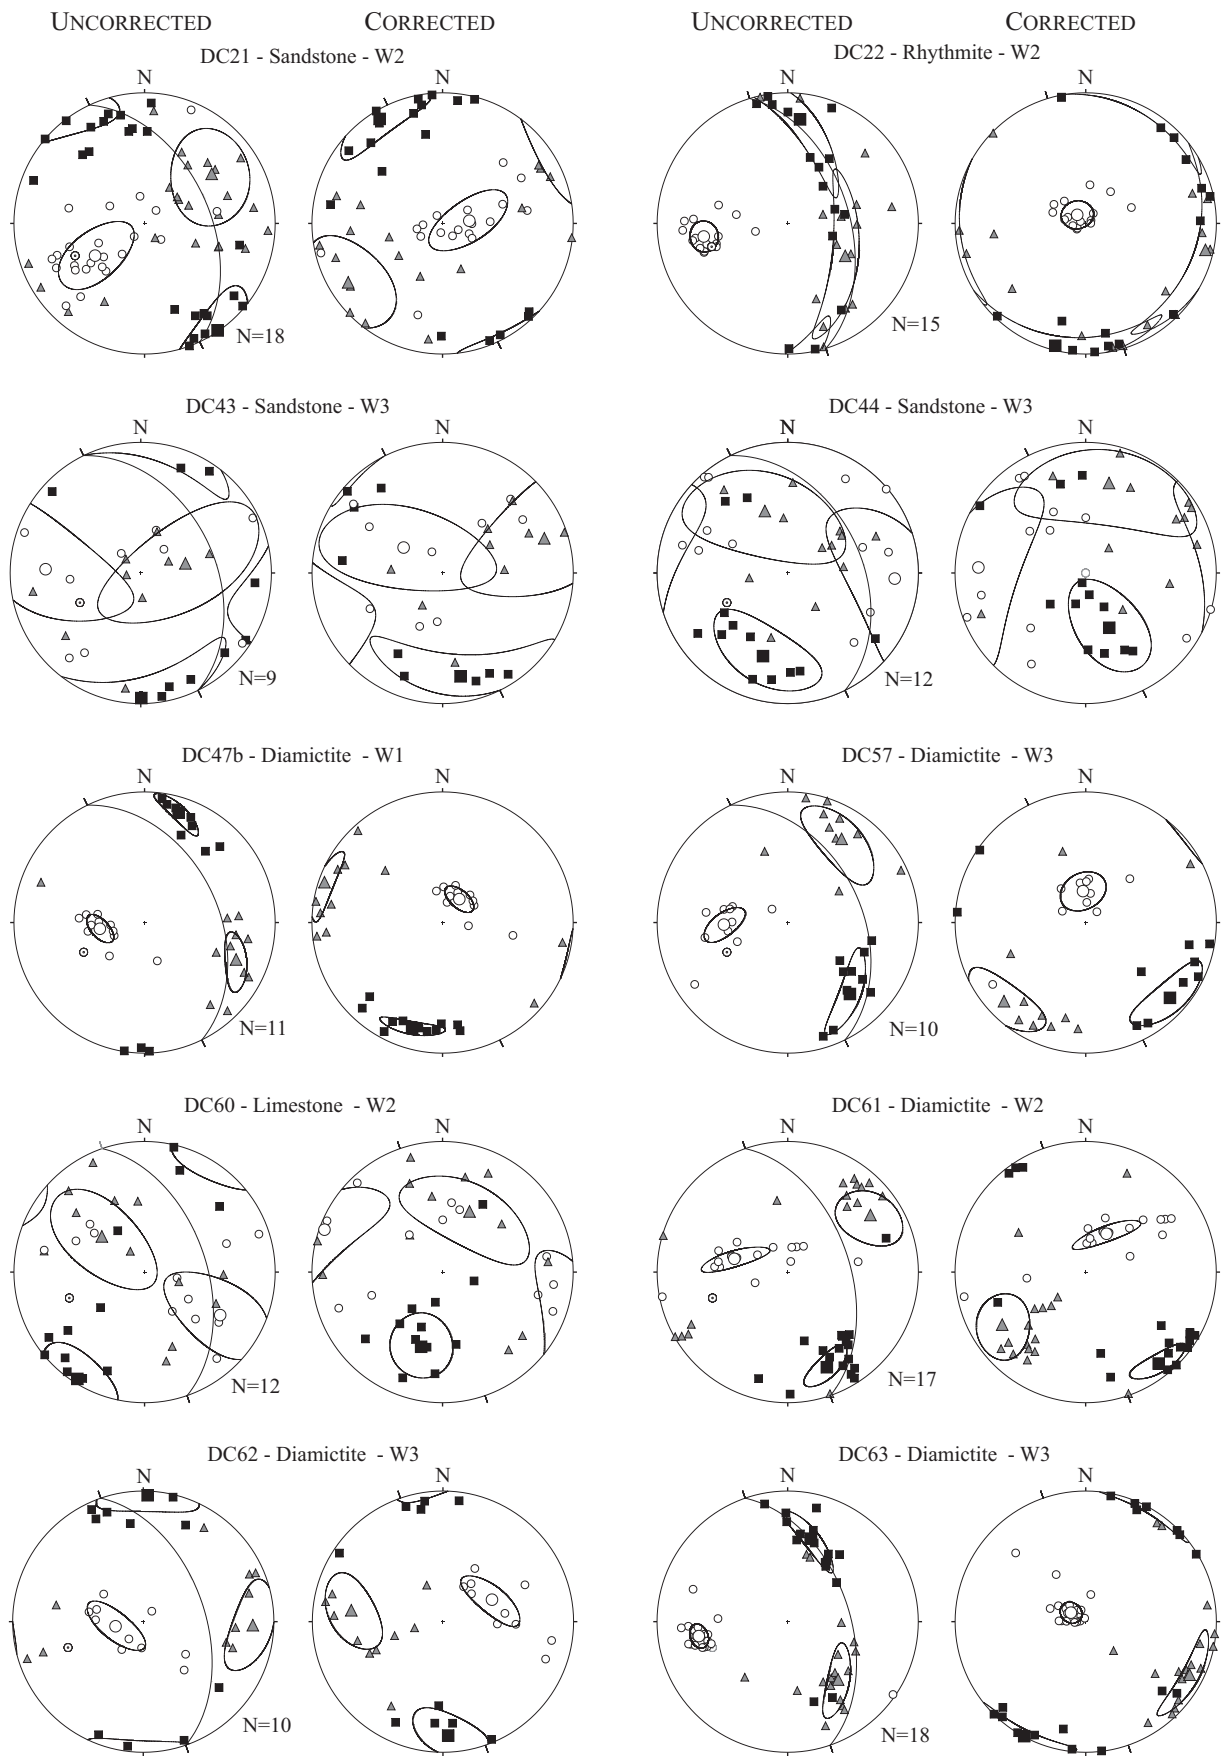 UNCORRECTED CORRECTED UNCORRECTED CORRECTED
DC21 - Sandstone - W2
N N
N=18
DC22 - Rhythmite - W2
N N
N=15
DC43 - Sandstone - W3
N N
N=9
DC44 - Sandstone - W3
N N
N=12
DC47b - Diamictite - W1
N N
N=11
DC57 - Diamictite - W3
N N
N=10
DC60 - Limestone - W2
N N
N=12
DC61 - Diamictite - W2
N N
N=17
DC62 - Diamictite - W3
N N
N=10
DC63 - Diamictite - W3
N N
N=18